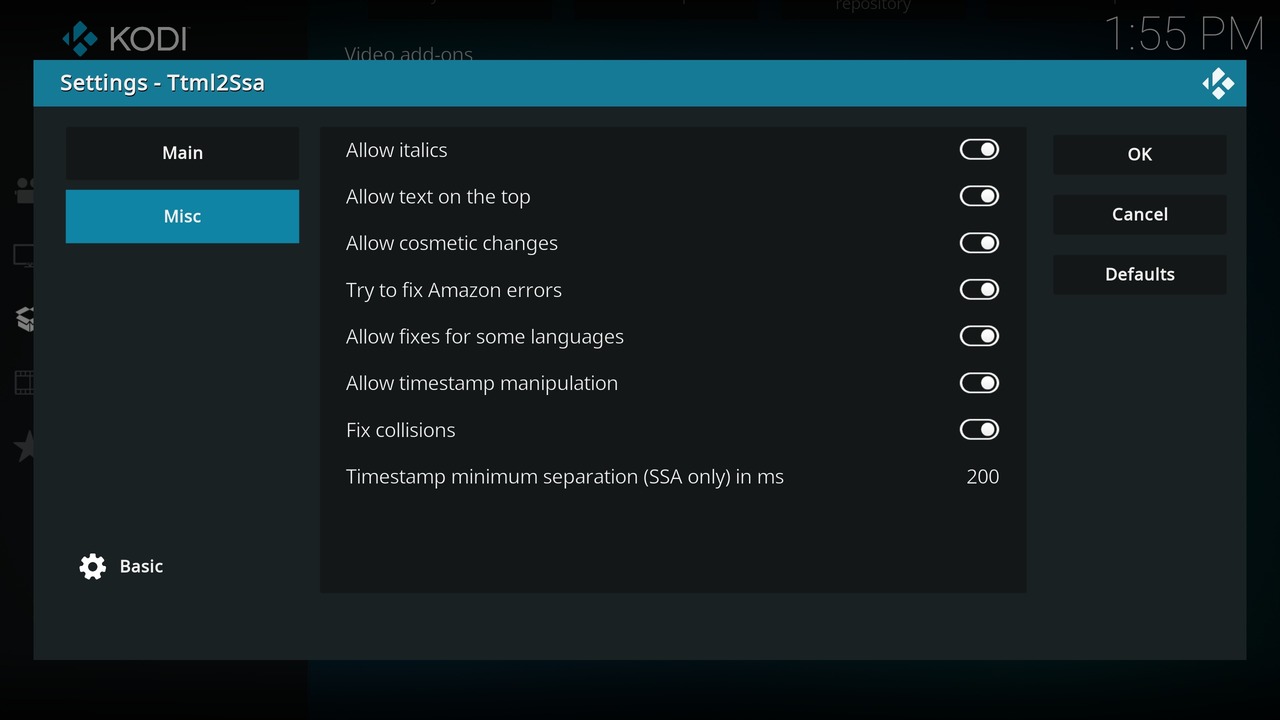 repository
KODI
1:55 PM
Video add-ons
Settings - Ttml2Ssa
Main
Misc
Basic
Allow italics
Allow text on the top
Allow cosmetic changes
Try to fix Amazon errors
Allow fixes for some languages
Allow timestamp manipulation
Fix collisions
Timestamp minimum separation (SSA only) in ms 200
OK
Cancel
Defaults